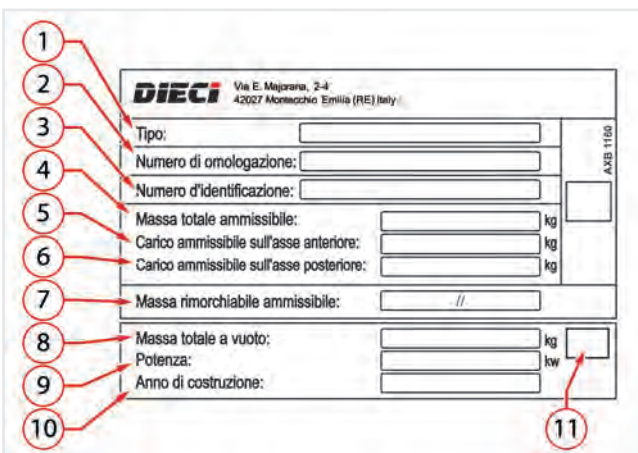 DIECI Via E. Majorana, 2-4
42027 Montecchio Emilia (RE) Italy
1 Tipo:
2 Numero di omologazione:
3 Numero d'identificazione:
AXB 1160
4 Massa totale ammissibile: kg
5 Carico ammissibile sull'asse anteriore: kg
6 Carico ammissibile sull'asse posteriore: kg
7 Massa rimorchiabile ammissibile: //
8 Massa totale a vuoto: kg
9 Potenza: kw
10 Anno di costruzione:
11